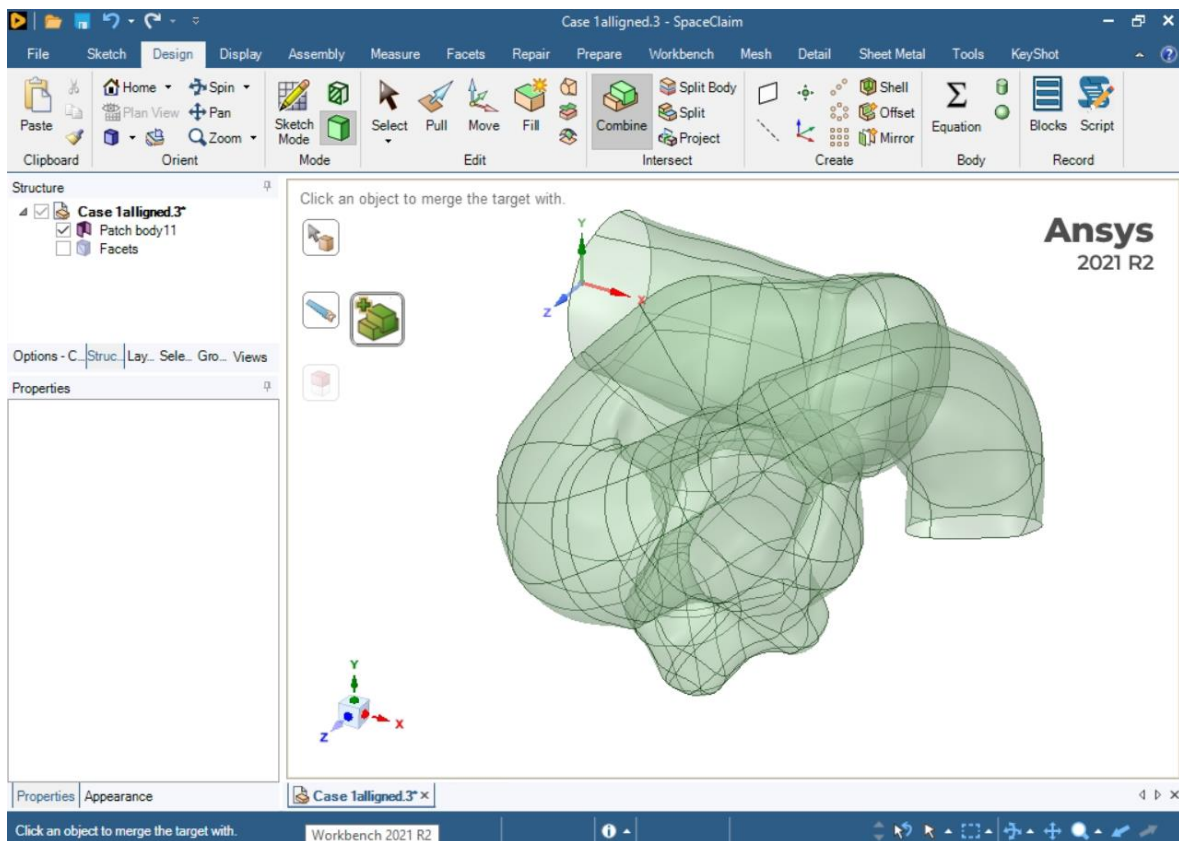 Case 1alligned.3 - SpaceClaim
File Sketch Design Display Assembly Measure Facets Repair Prepare Workbench Mesh Detail Sheet Metal Tools KeyShot
Paste
Clipboard
Home Spin
Plan View Pan
Zoom
Orient
Sketch Mode
Mode
Select Pull Move Fill
Edit
Combine
Split Body
Split
Project
Intersect
Shell
Offset
Mirror
Create
Equation
Body
Blocks Script
Record
Structure
Case 1alligned.3*
Patch body11
Facets
Options - C... Struc... Lay... Sele... Gro... Views
Properties
Properties Appearance
Click an object to merge the target with.
Y
X
Z
Ansys
2021 R2
Y
X
Z
Case 1alligned.3*
Click an object to merge the target with.
Workbench 2021 R2